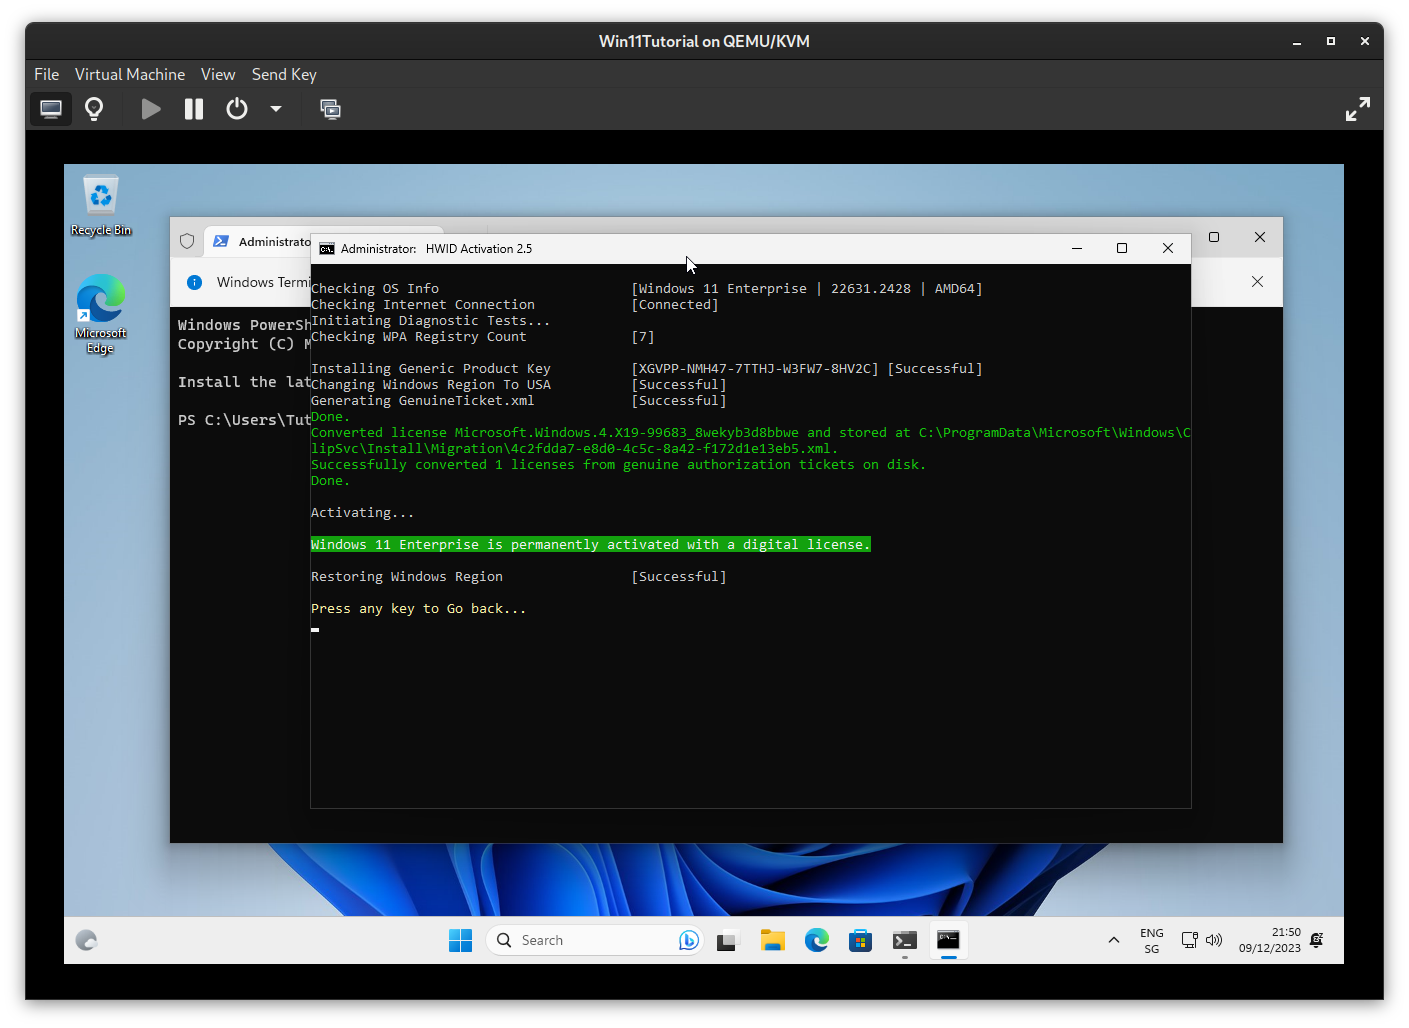 Win11Tutorial on QEMU/KVM
File Virtual Machine View Send Key
Recycle Bin
Microsoft
Edge
Administrato
Windows Termi
Windows PowerSh
Copyright (C) M
Install the lat
PS C:\Users\Tut
Administrator: HWID Activation 2.5
Checking OS Info [Windows 11 Enterprise | 22631.2428 | AMD64]
Checking Internet Connection [Connected]
Initiating Diagnostic Tests...
Checking WPA Registry Count [7]
Installing Generic Product Key [XGVPP-NMH47-7TTHJ-W3FW7-8HV2C] [Successful]
Changing Windows Region To USA [Successful]
Generating GenuineTicket.xml [Successful]
Done.
Converted license Microsoft.Windows.4.X19-99683_8wekyb3d8bbwe and stored at C:\ProgramData\Microsoft\Windows\C
lipSvc\Install\Migration\4c2fdda7-e8d0-4c5c-8a42-f172d1e13eb5.xml.
Successfully converted 1 licenses from genuine authorization tickets on disk.
Done.
Activating...
Windows 11 Enterprise is permanently activated with a digital license.
Restoring Windows Region [Successful]
Press any key to Go back...
Search
ENG
SG
21:50
09/12/2023